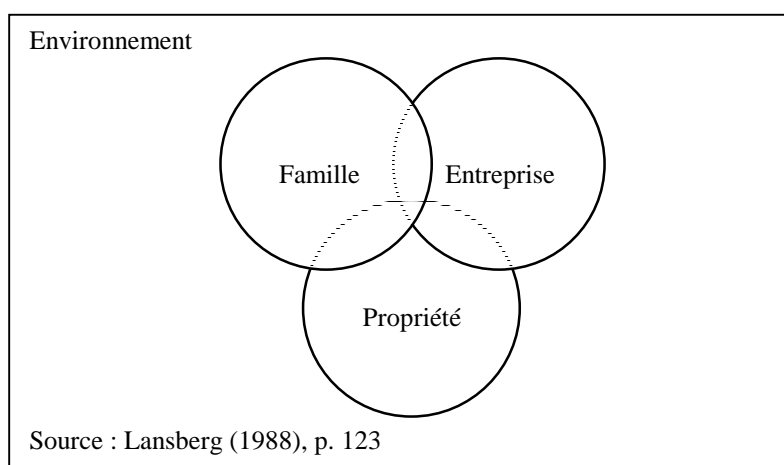 Environnement
Famille
Entreprise
Propriété
Source : Lansberg (1988), p. 123